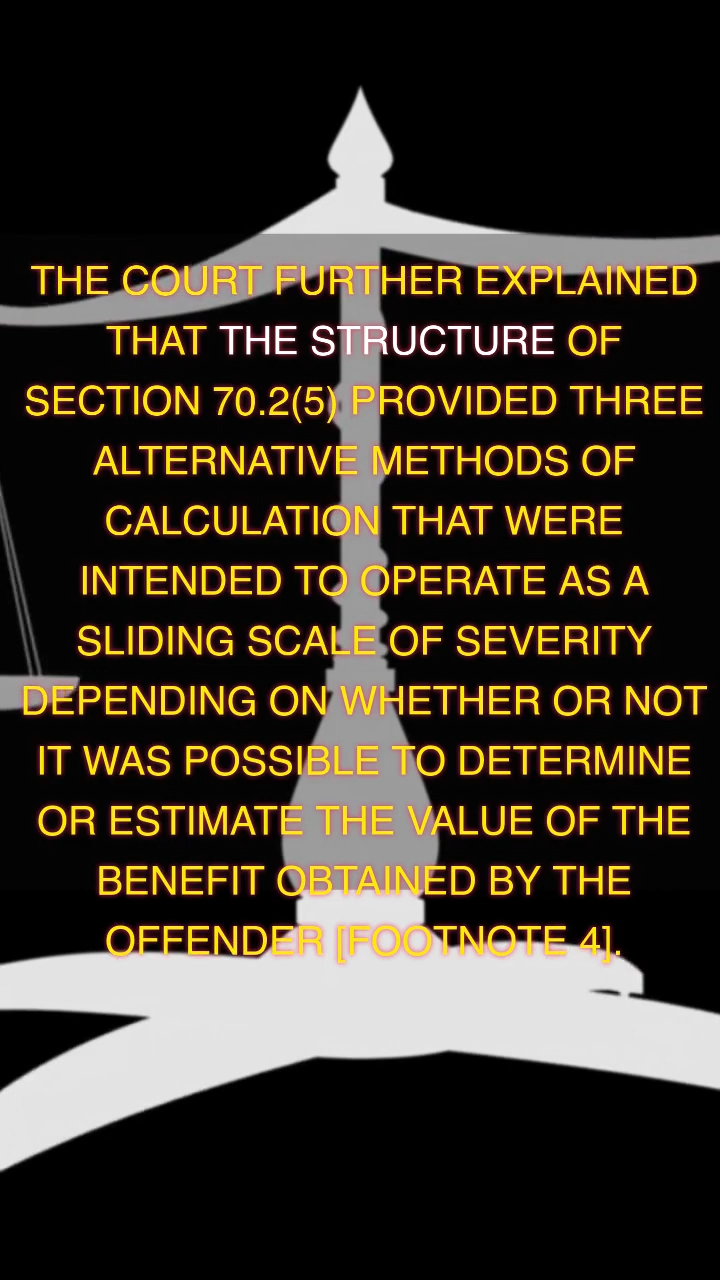 THE COURT FURTHER EXPLAINED
THAT THE STRUCTURE OF
SECTION 70.2(5) PROVIDED THREE
ALTERNATIVE METHODS OF
CALCULATION THAT WERE
INTENDED TO OPERATE AS A
SLIDING SCALE OF SEVERITY
DEPENDING ON WHETHER OR NOT
IT WAS POSSIBLE TO DETERMINE
OR ESTIMATE THE VALUE OF THE
BENEFIT OBTAINED BY THE
OFFENDER [FOOTNOTE 4].